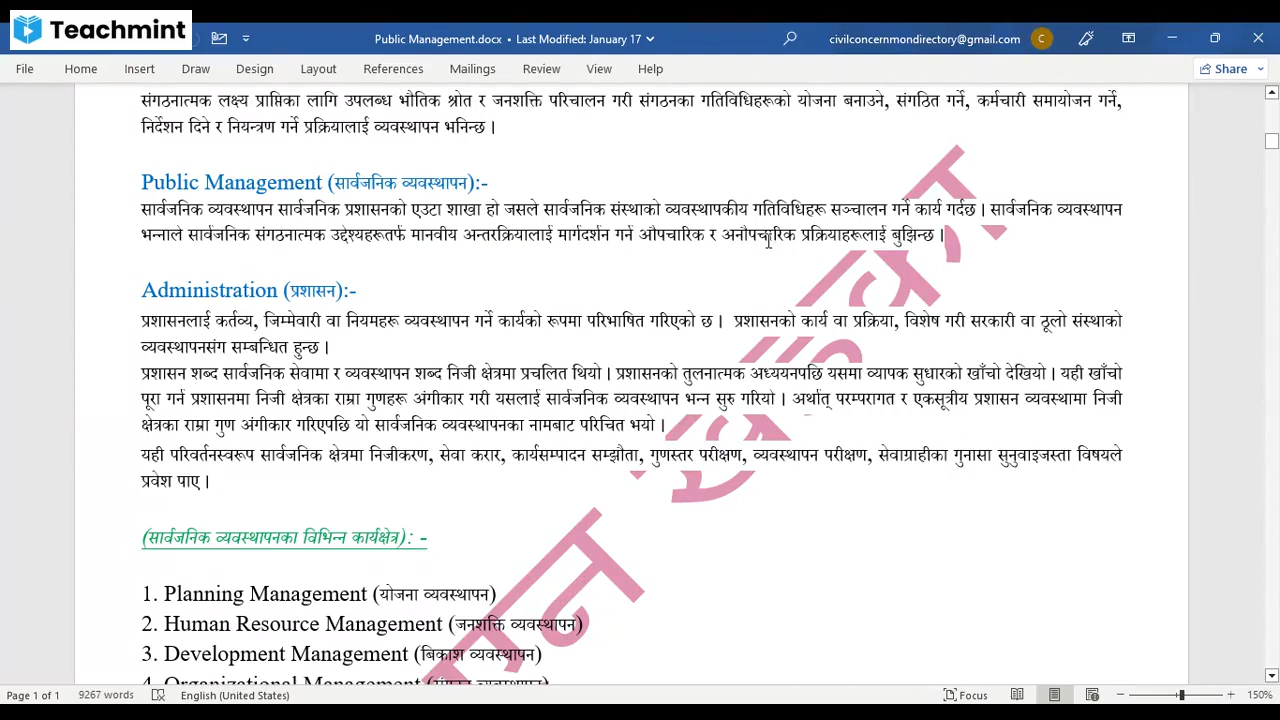 Teachmint
Public Management.docx • Last Modified: January 17
civilconcernmondirectory@gmail.com
C
File Home Insert Draw Design Layout References Mailings Review View Help
Share
संगठनात्मक लक्ष्य प्राप्तिका लागि उपलब्ध भौतिक श्रोत र जनशक्ति परिचालन गरी संगठनका गतिविधिहरूको योजना बनाउने, संगठित गर्ने, कर्मचारी समायोजन गर्ने,
निर्देशन दिने र नियन्त्रण गर्ने प्रक्रियालाई व्यवस्थापन भनिन्छ ।
Public Management (सार्वजनिक व्यवस्थापन):-
सार्वजनिक व्यवस्थापन सार्वजनिक प्रशासनको एउटा शाखा हो जसले सार्वजनिक संस्थाको व्यवस्थापकीय गतिविधिहरू सञ्चालन गर्ने कार्य गर्दछ । सार्वजनिक व्यवस्थापन
भन्नाले सार्वजनिक संगठनात्मक उद्देश्यहरूतर्फ मानवीय अन्तरक्रियालाई मार्गदर्शन गर्ने औपचारिक र अनौपचारिक प्रक्रियाहरूलाई बुझिन्छ ।
Administration (प्रशासन):-
प्रशासनलाई कर्तव्य, जिम्मेवारी वा नियमहरू व्यवस्थापन गर्ने कार्यको रूपमा परिभाषित गरिएको छ । प्रशासनको कार्य वा प्रक्रिया, विशेष गरी सरकारी वा ठूलो संस्थाको
व्यवस्थापनसंग सम्बन्धित हुन्छ ।
प्रशासन शब्द सार्वजनिक सेवामा र व्यवस्थापन शब्द निजी क्षेत्रमा प्रचलित थियो । प्रशासनको तुलनात्मक अध्ययनपछि यसमा व्यापक सुधारको खाँचो देखियो । यही खाँचो
पूरा गर्न प्रशासनमा निजी क्षेत्रका राम्रा गुणहरू अंगीकार गरी यसलाई सार्वजनिक व्यवस्थापन भन्न सुरु गरियो । अर्थात् परम्परागत र एकसूत्रीय प्रशासन व्यवस्थामा निजी
क्षेत्रका राम्रा गुण अंगीकार गरिएपछि यो सार्वजनिक व्यवस्थापनका नामबाट परिचित भयो ।
यही परिवर्तनस्वरूप सार्वजनिक क्षेत्रमा निजीकरण, सेवा करार, कार्यसम्पादन सम्झौता, गुणस्तर परीक्षण, व्यवस्थापन परीक्षण, सेवाग्राहीका गुनासा सुनुवाइजस्ता विषयले
प्रवेश पाए ।
(सार्वजनिक व्यवस्थापनका विभिन्न कार्यक्षेत्र): -
1. Planning Management (योजना व्यवस्थापन)
2. Human Resource Management (जनशक्ति व्यवस्थापन)
3. Development Management (बिकाश व्यवस्थापन)
4. Organizational Management (संगठन व्यवस्थापन)
Page 1 of 1 9267 words English (United States) Focus 150%